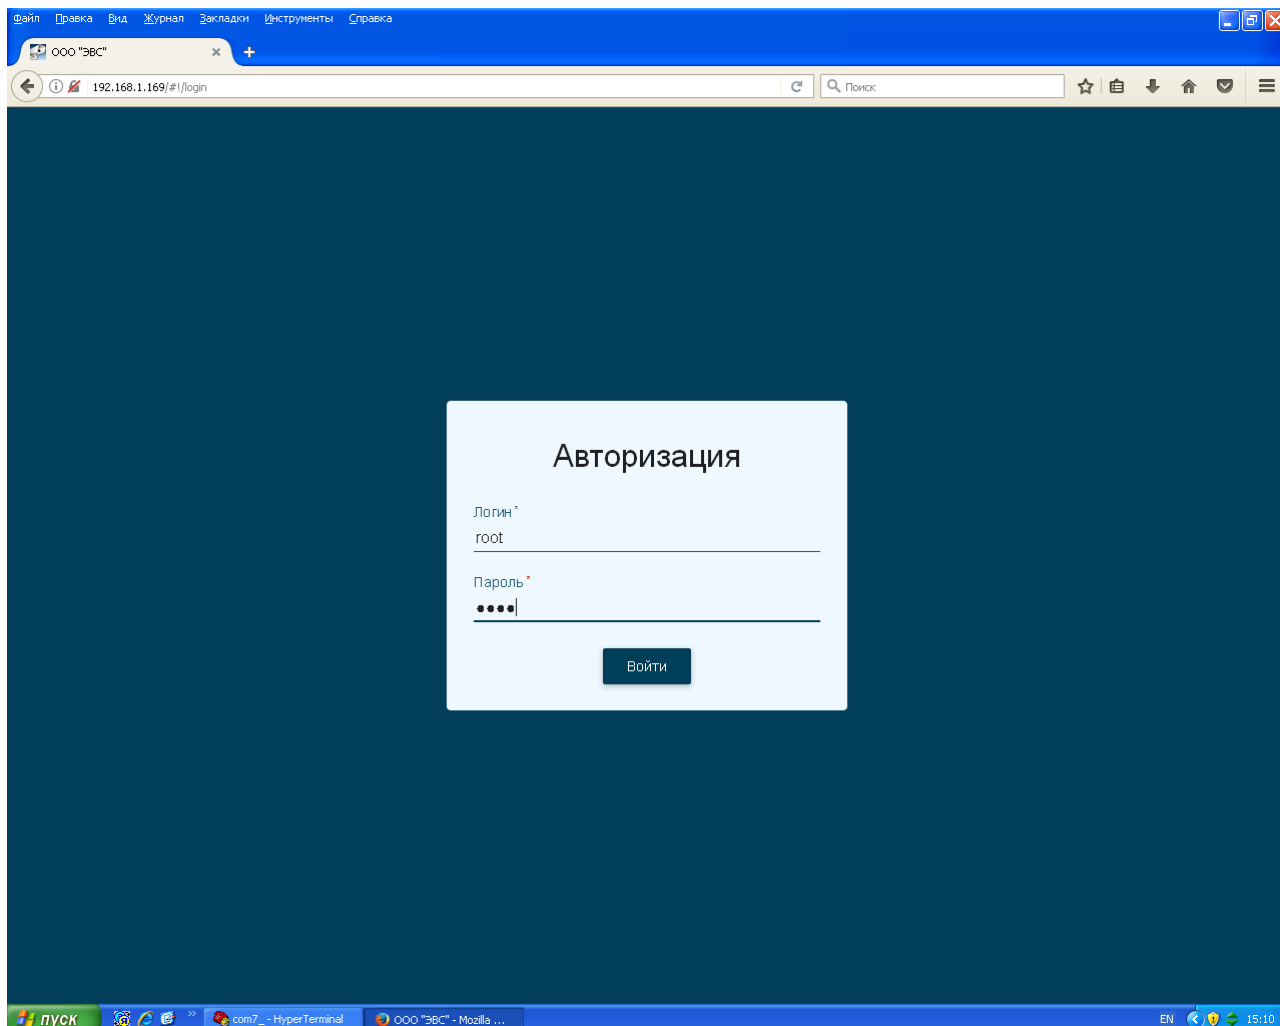 Файл Правка Вид Журнал Закладки Инструменты Справка
ООО "ЭВС"
192.168.1.169/#!/login
Поиск
Авторизация
Логин*
root
Пароль*
••••
Войти
пуск
com7_ - HyperTerminal
ООО "ЭВС" - Mozilla ...
EN
15:10